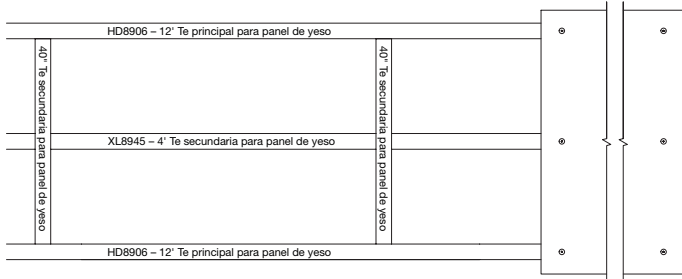 HD8906 – 12' Te principal para panel de yeso
40" Te secundaria para panel de yeso
40" Te secundaria para panel de yeso
XL8945 – 4' Te secundaria para panel de yeso
HD8906 – 12' Te principal para panel de yeso